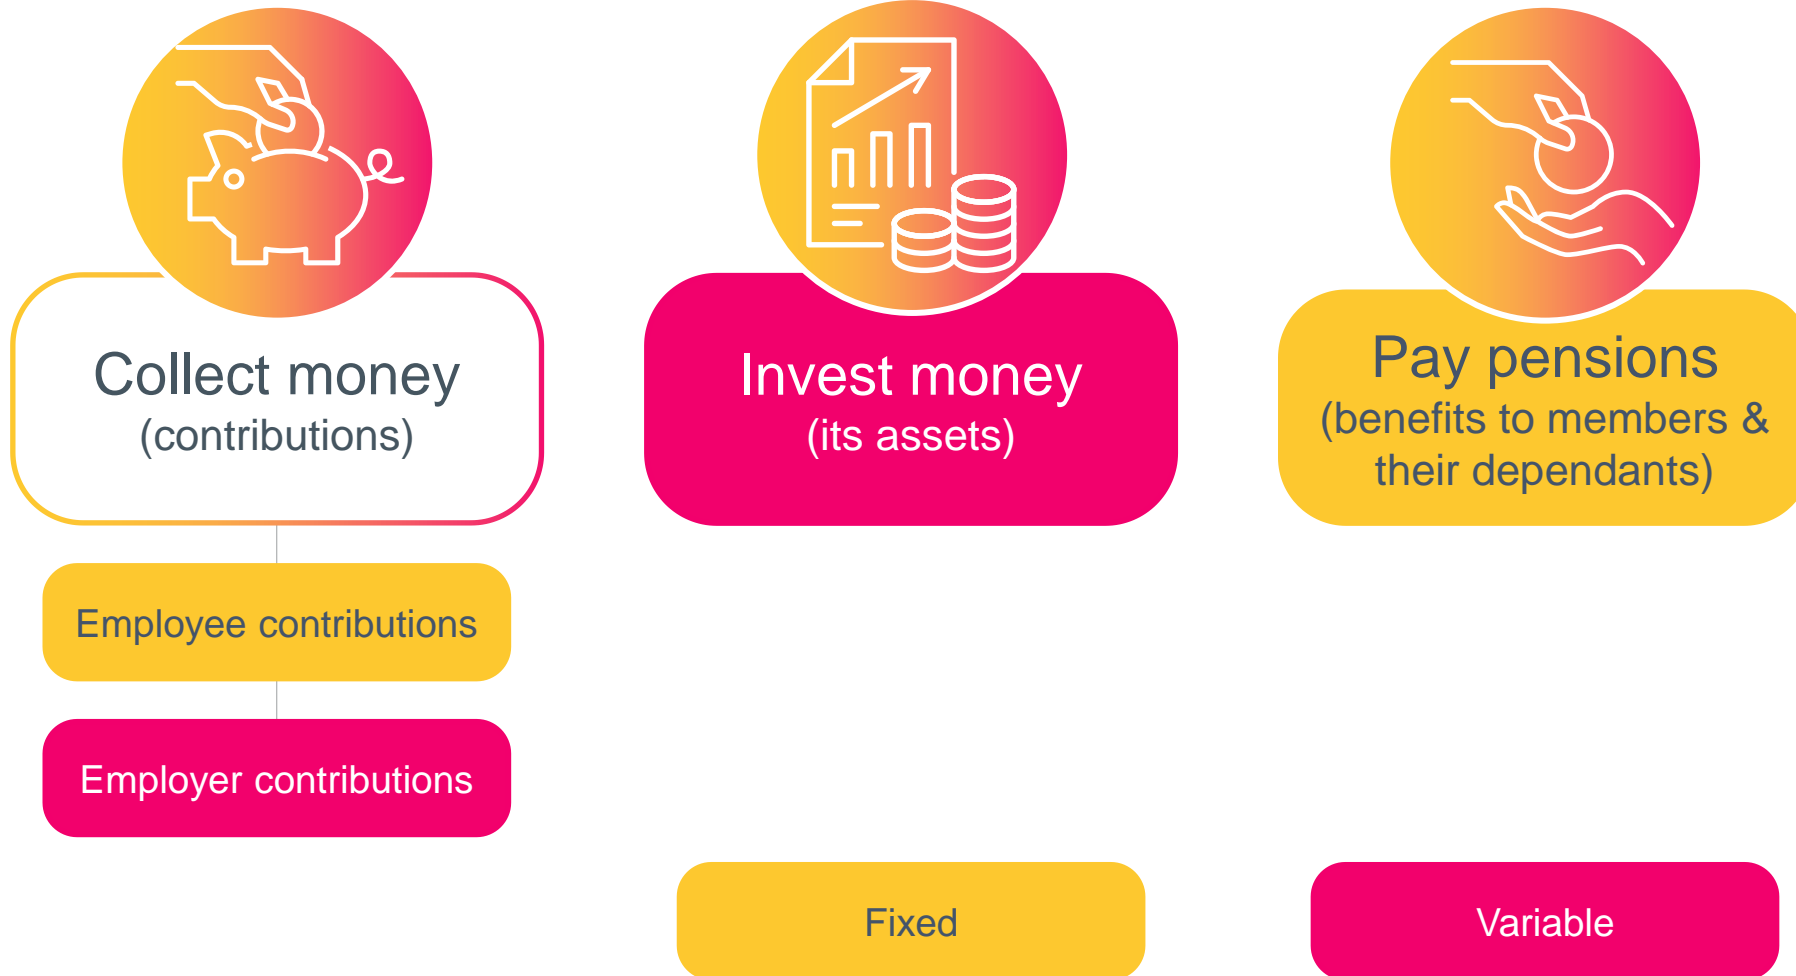 Collect money
(contributions)
Invest money
(its assets)
Pay pensions
(benefits to members &
their dependants)
Employee contributions
Employer contributions
Fixed
Variable